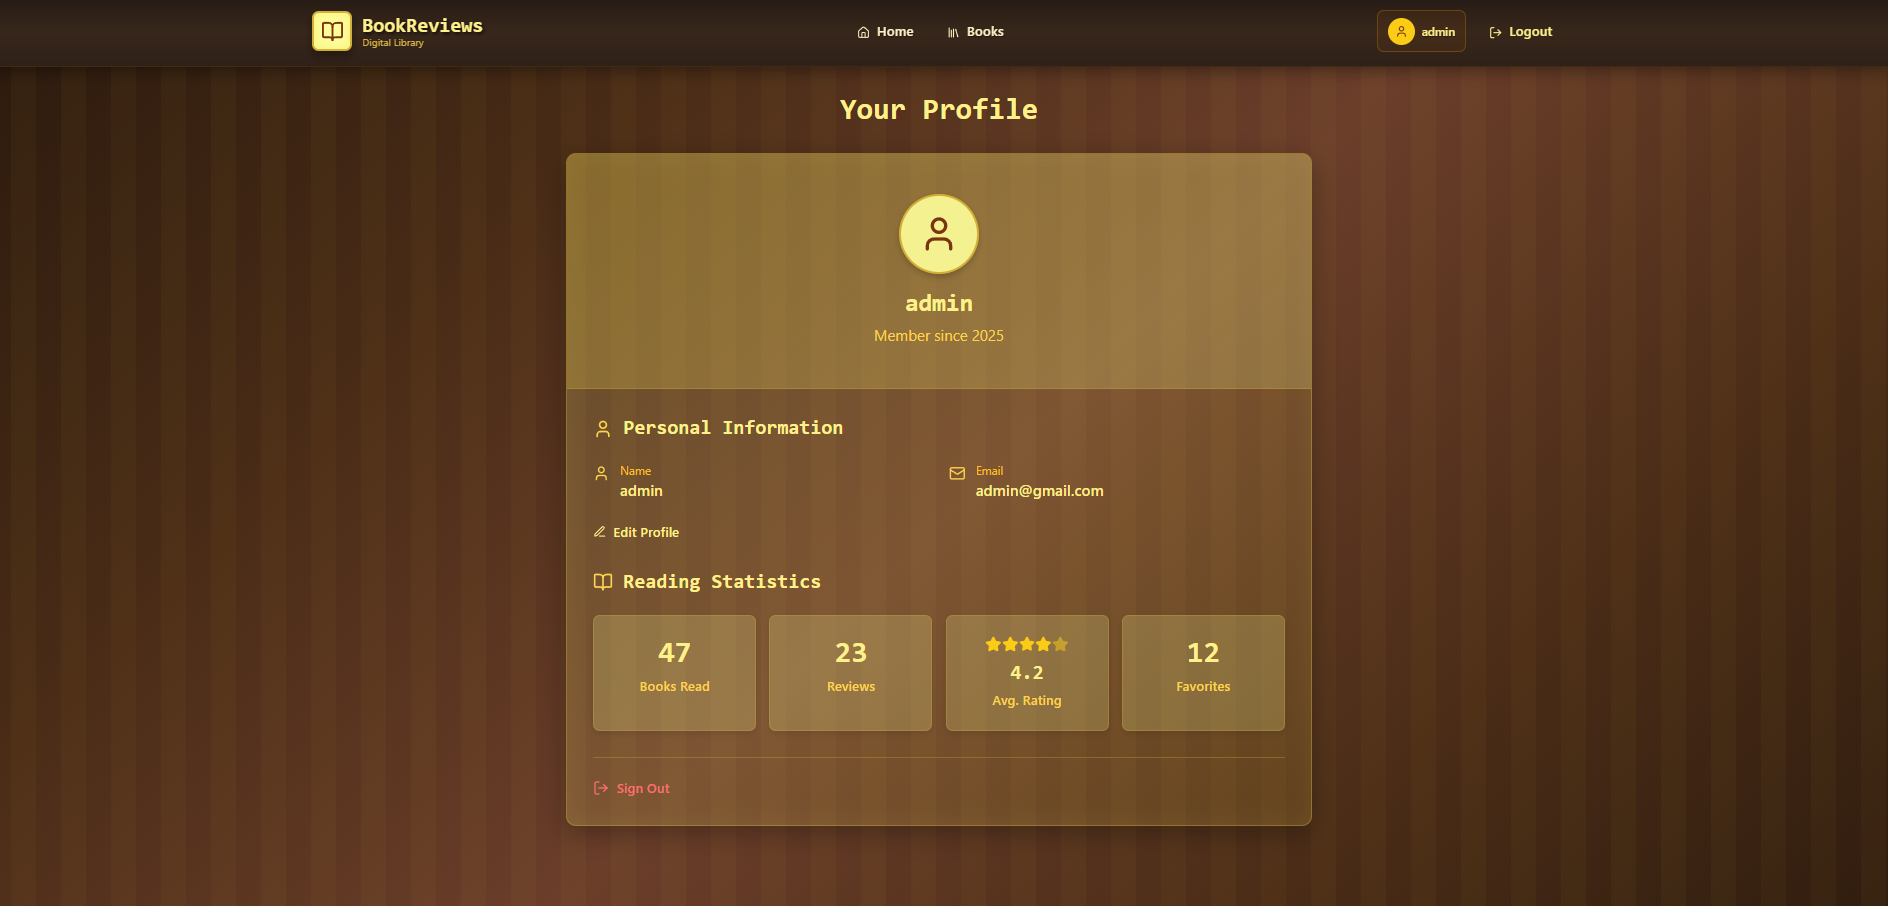 BookReviews
Digital Library
Home
Books
admin
Logout
Your Profile
admin
Member since 2025
Personal Information
Name
admin
Email
admin@gmail.com
Edit Profile
Reading Statistics
47
Books Read
23
Reviews
4.2
Avg. Rating
12
Favorites
Sign Out